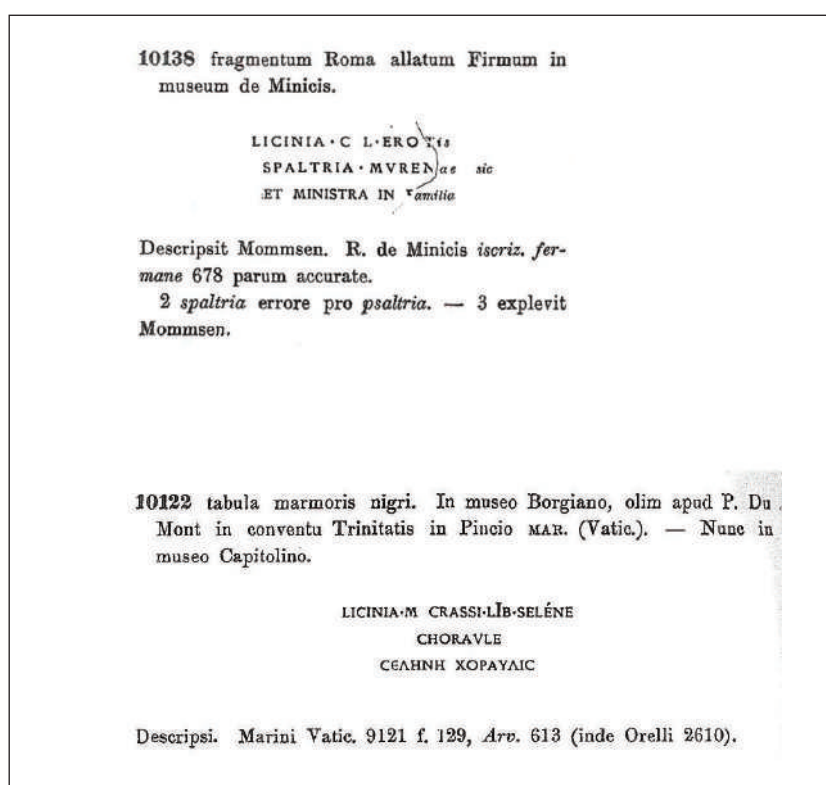 10138 fragmentum Roma allatum Firmum in
museum de Minicis.
LICINIA · C L · EROTis
SPALTRIA · MVRENae sic
ET MINISTRA IN familia
Descripsit Mommsen. R. de Minicis iscriz. fer-
mane 678 parum accurate.
2 spaltria errore pro psaltria. — 3 explevit
Mommsen.
10122 tabula marmoris nigri. In museo Borgiano, olim apud P. Du
Mont in conventu Trinitatis in Pincio MAR. (Vatic.). — Nunc in
museo Capitolino.
LICINIA·M CRASSI·LIB·SELÉNE
CHORAVLE
CЄΛHNH XOPAYΛIC
Descripsi. Marini Vatic. 9121 f. 129, Arv. 613 (inde Orelli 2610).